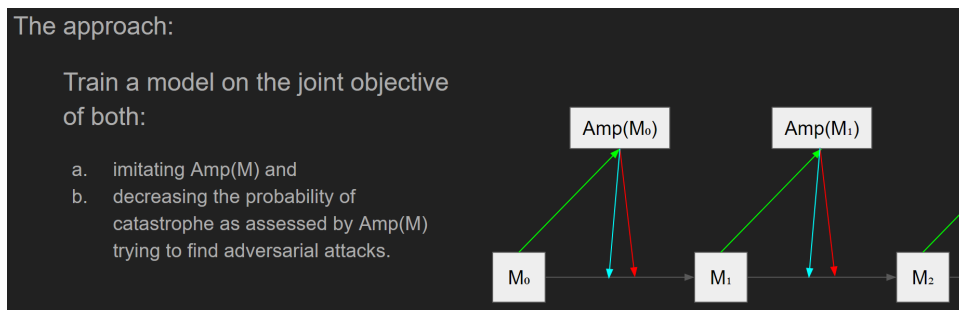 The approach:
Train a model on the joint objective
of both:
a. imitating Amp(M) and
b. decreasing the probability of
catastrophe as assessed by Amp(M)
trying to find adversarial attacks.
Amp(M₀)
Amp(M₁)
M₀
M₁
M₂